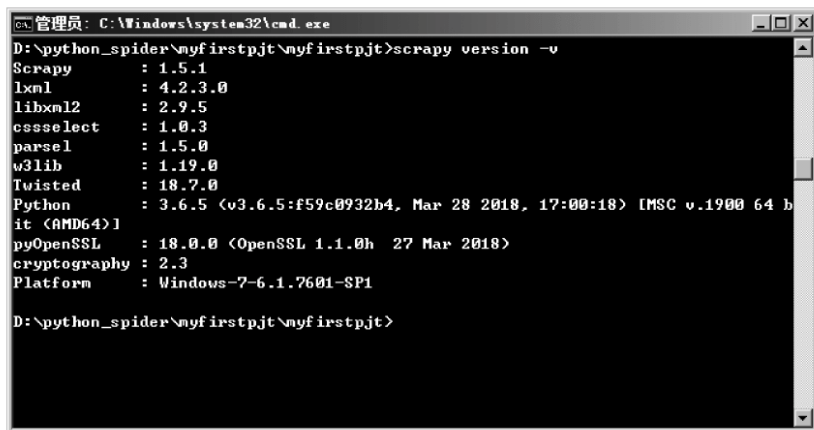 管理员: C:\Windows\system32\cmd.exe
D:\python_spider\myfirstpjt\myfirstpjt>scrapy version -v
Scrapy       : 1.5.1
lxml         : 4.2.3.0
libxml2      : 2.9.5
cssselect    : 1.0.3
parsel       : 1.5.0
w3lib        : 1.19.0
Twisted      : 18.7.0
Python       : 3.6.5 (v3.6.5:f59c0932b4, Mar 28 2018, 17:00:18) [MSC v.1900 64 b
it (AMD64)]
pyOpenSSL    : 18.0.0 (OpenSSL 1.1.0h  27 Mar 2018)
cryptography : 2.3
Platform     : Windows-7-6.1.7601-SP1
D:\python_spider\myfirstpjt\myfirstpjt>